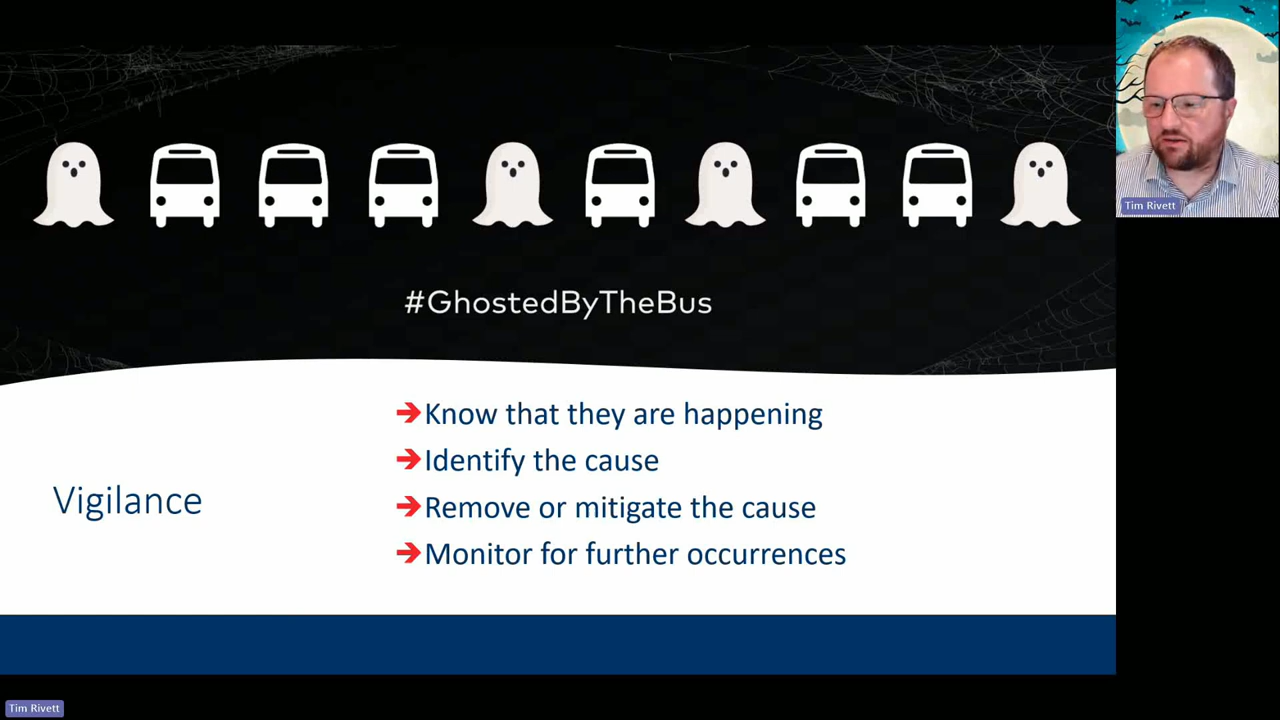 #GhostedByTheBus
Vigilance
➔Know that they are happening
➔Identify the cause
➔Remove or mitigate the cause
➔Monitor for further occurrences
Tim Rivett
Tim Rivett